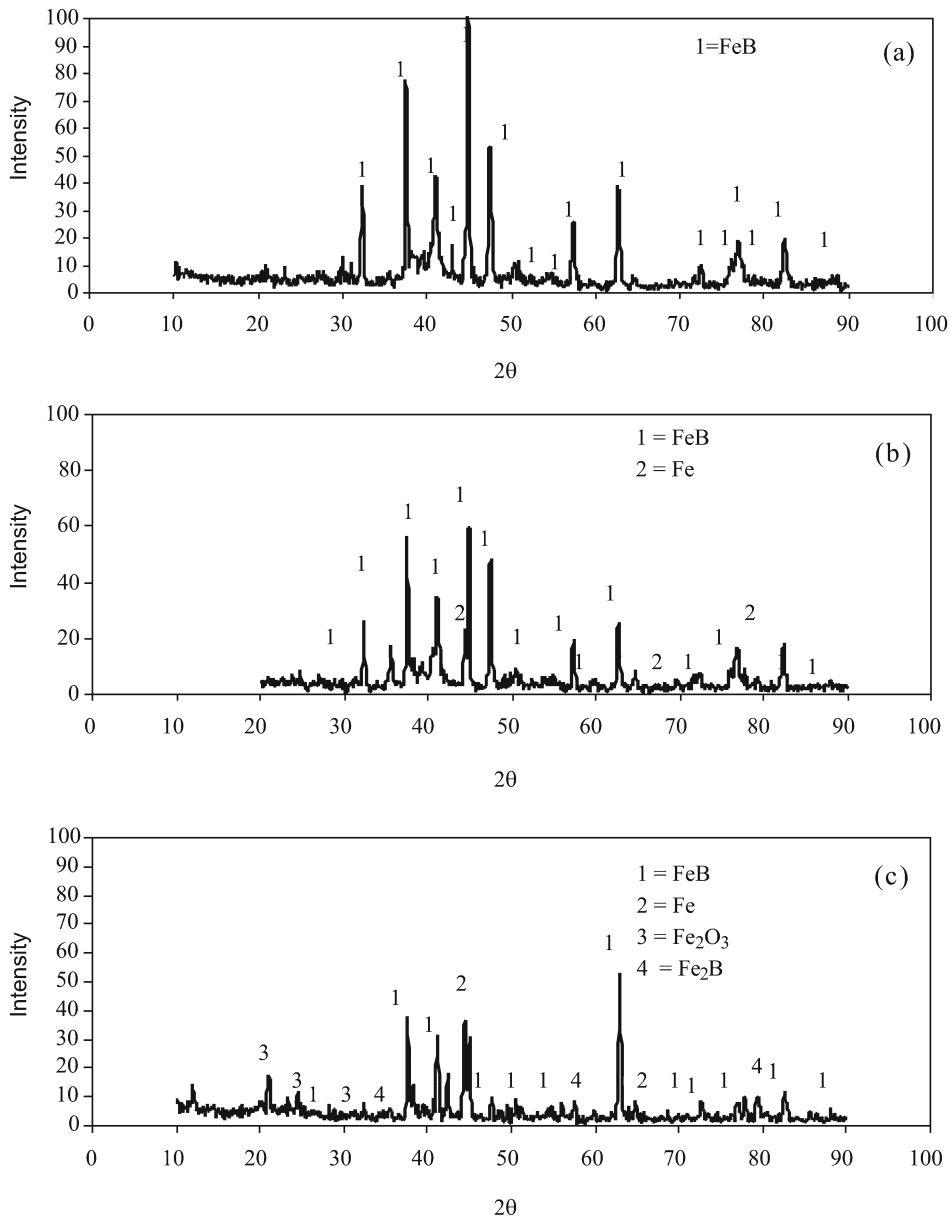 100
90
80
70
60
50
40
30
20
10
0
Intensity
1=FeB
(a)
1 1 1 1 1 1 1 1 1 1 1 1 1 1 1 1 1
0 10 20 30 40 50 60 70 80 90 100
2θ
100
80
60
40
20
0
Intensity
1 = FeB
2 = Fe
(b)
1 1 1 1 2 1 1 1 1 1 1 2 1 1 2 1 1
0 10 20 30 40 50 60 70 80 90 100
2θ
100
90
80
70
60
50
40
30
20
10
0
Intensity
1 = FeB
2 = Fe
3 = Fe₂O₃
4 = Fe₂B
(c)
3 3 1 3 4 1 1 2 1 1 1 4 1 2 1 1 1 4 1 1
0 10 20 30 40 50 60 70 80 90 100
2θ